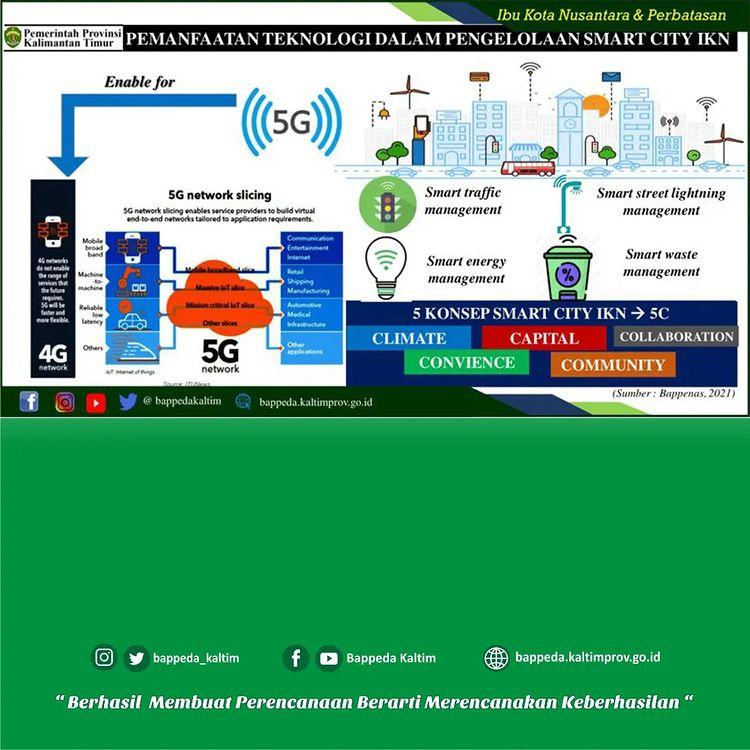 Ibu Kota Nusantara & Perbatasan
Pemerintah Provinsi
Kalimantan Timur
PEMANFAATAN TEKNOLOGI DALAM PENGELOLAAN SMART CITY IKN
Enable for
5G
5G network slicing
5G network slicing enables service providers to build virtual
end-to-end networks tailored to application requirements.
4G networks
do not enable
the range of
services that
the future
requires.
5G will be
faster and
more flexible.
4G
network
Mobile
broad
band
Machine
-to-
machine
Reliable
low
latency
Others
Mobile broadband slice
Massive IoT slice
Mission critical IoT slice
Other slices
5G
network
Communication
Entertainment
Internet
Retail
Shipping
Manufacturing
Automotive
Medical
Infrastructure
Other
applications
IoT: Internet of things
Source: ITUNews
Smart traffic
management
Smart street lightning
management
Smart energy
management
Smart waste
management
%
5 KONSEP SMART CITY IKN → 5C
CLIMATE
CAPITAL
COLLABORATION
CONVIENCE
COMMUNITY
(Sumber : Bappenas, 2021)
@ bappedakaltim
bappeda.kaltimprov.go.id
bappeda_kaltim
Bappeda Kaltim
bappeda.kaltimprov.go.id
“ Berhasil Membuat Perencanaan Berarti Merencanakan Keberhasilan “